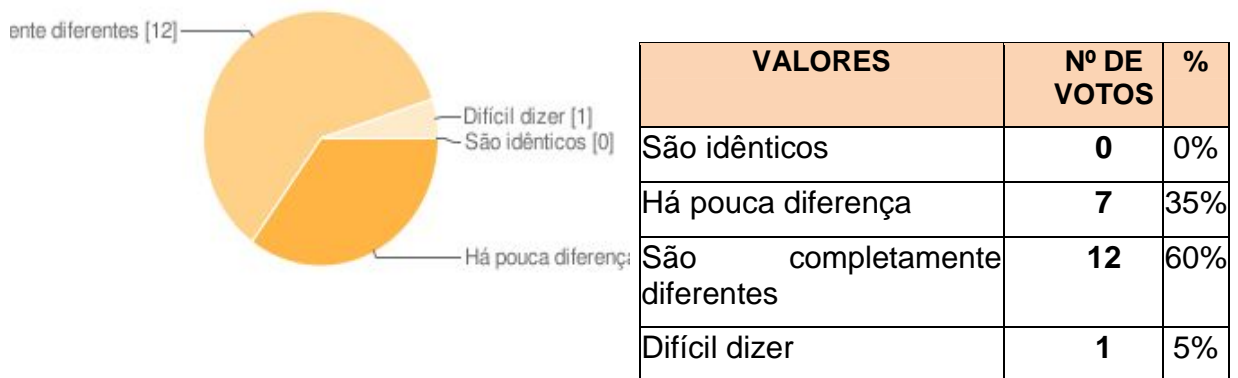 ente diferentes [12]
Difícil dizer [1]
São idênticos [0]
Há pouca diferença
VALORES Nº DE VOTOS %
São idênticos 0 0%
Há pouca diferença 7 35%
São completamente diferentes 12 60%
Difícil dizer 1 5%